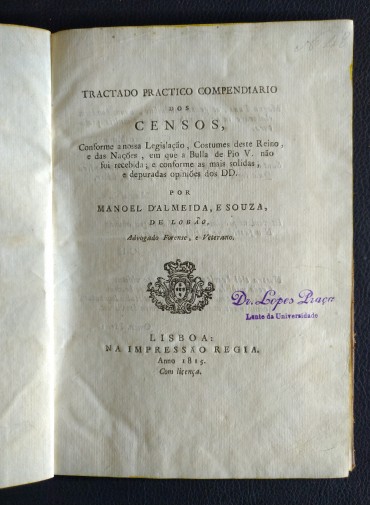 TRACTADO PRACTICO COMPENDIARIO
DOS
CENSOS,
Conforme a nossa Legislação, Costumes deste Reino,
e das Nações, em que a Bulla de Pio V. não
foi recebida; e conforme as mais solidas,
e depuradas opiniões dos DD.
POR
MANOEL D'ALMEIDA, E SOUZA,
DE LOBÃO,
Advogado Forense, e Veterano.
Dr. Lopes Praça
Lente da Universidade
LISBOA:
NA IMPRESSÃO REGIA.
Anno 1815.
Com licença.